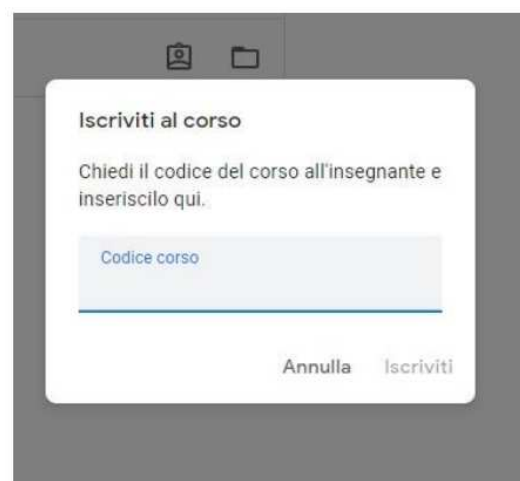 Iscriviti al corso
Chiedi il codice del corso all'insegnante e
inseriscilo qui.
Codice corso
Annulla Iscriviti